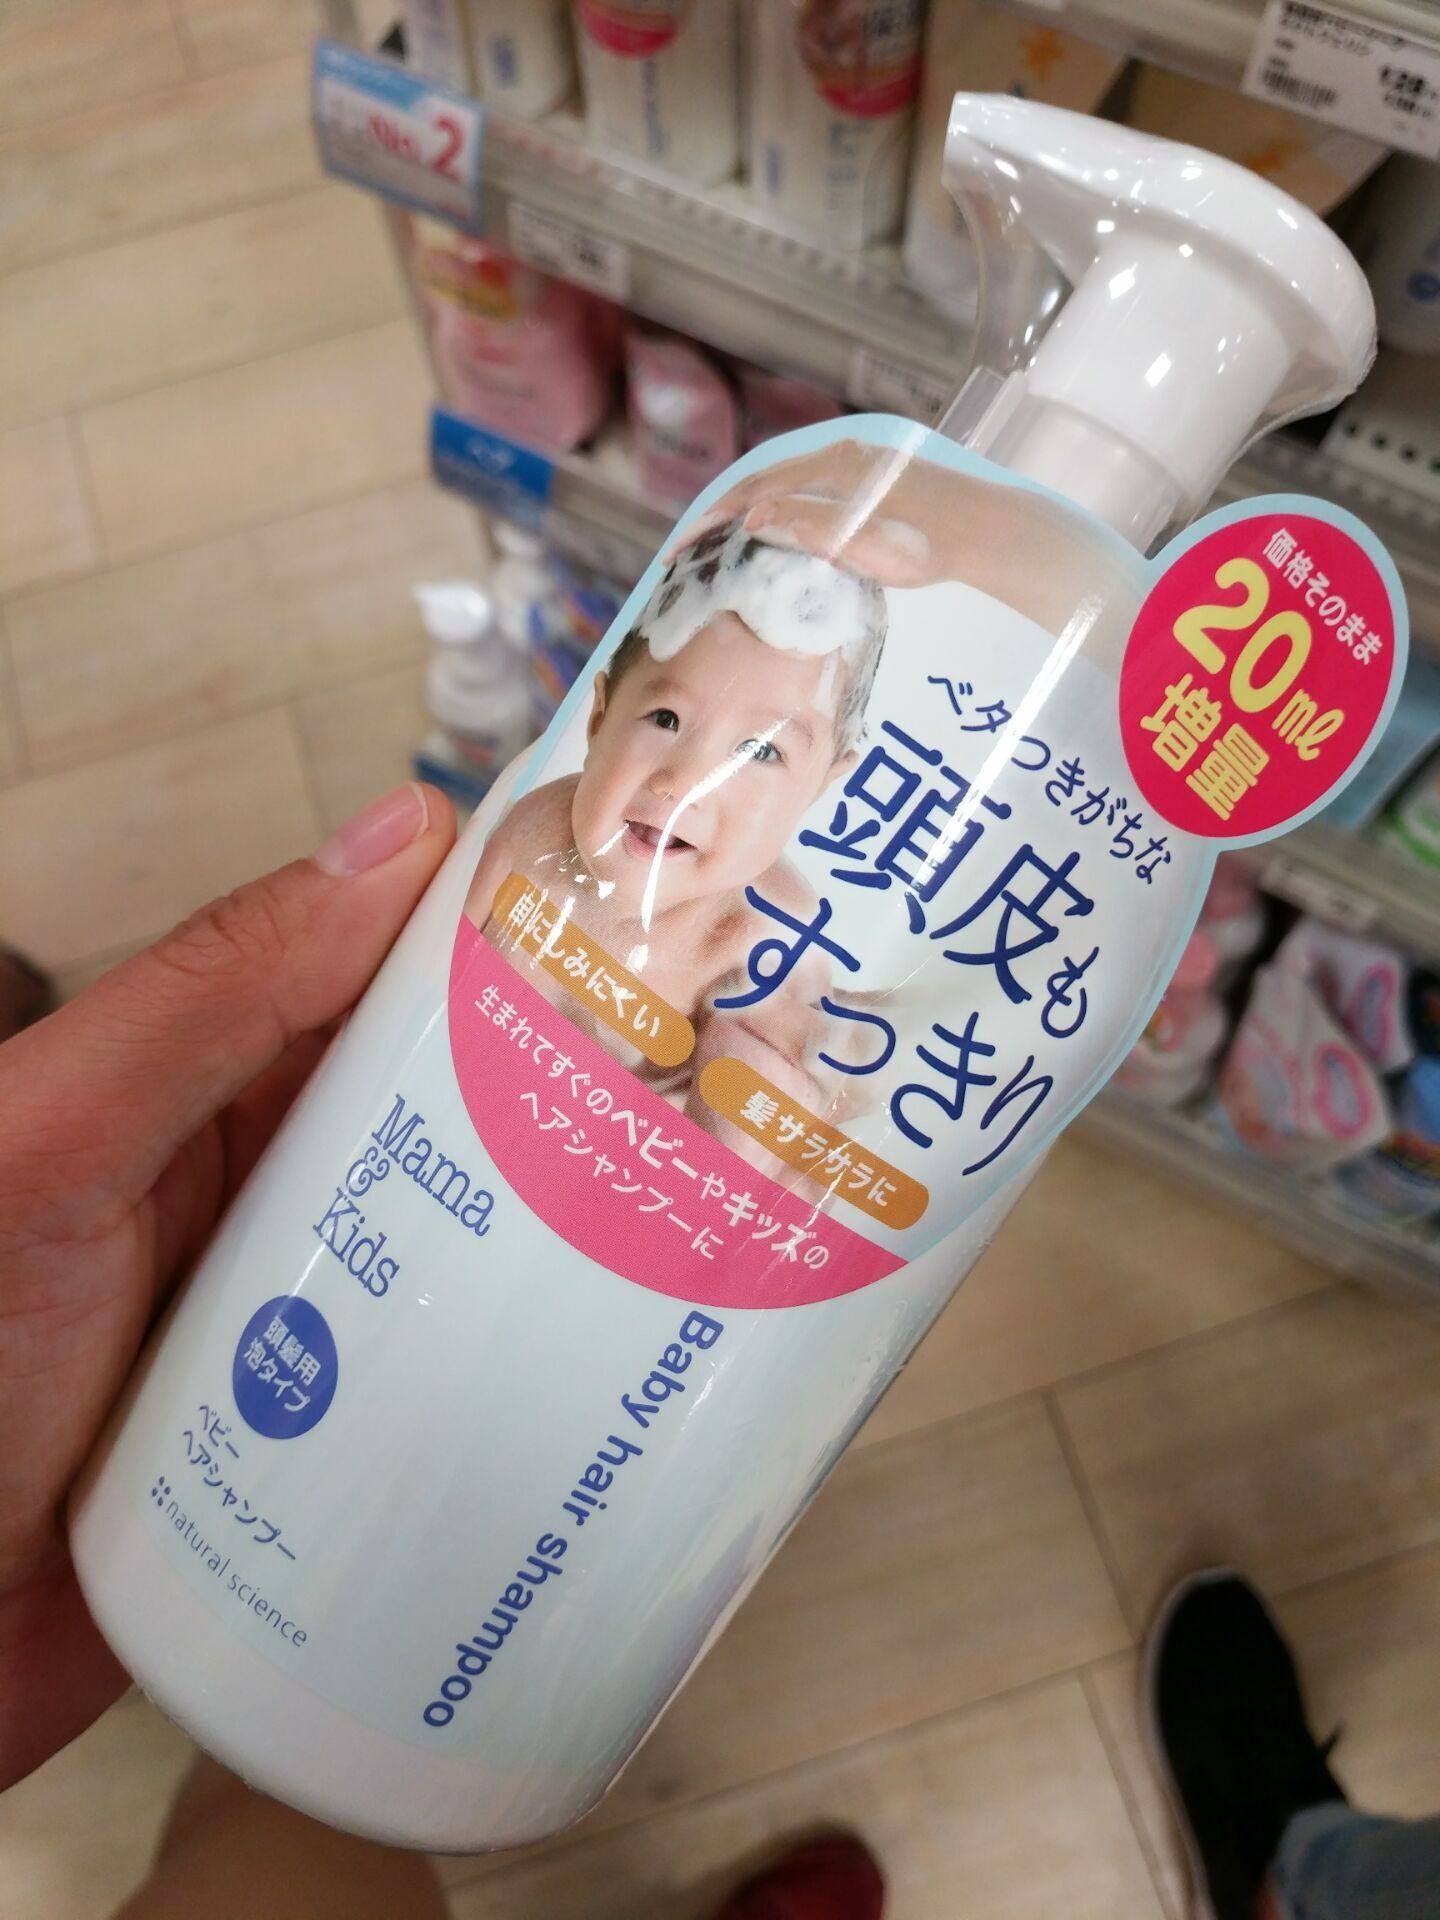 No.2
価格そのまま
20ml
増量
ベタつきがちな
頭皮も
すっきり
目にしみにくい
髪サラサラに
生まれてすぐのベビーやキッズの
ヘアシャンプーに
Mama
&
Kids
頭髪用
泡タイプ
ベビー
ヘアシャンプー
natural science
Baby hair shampoo